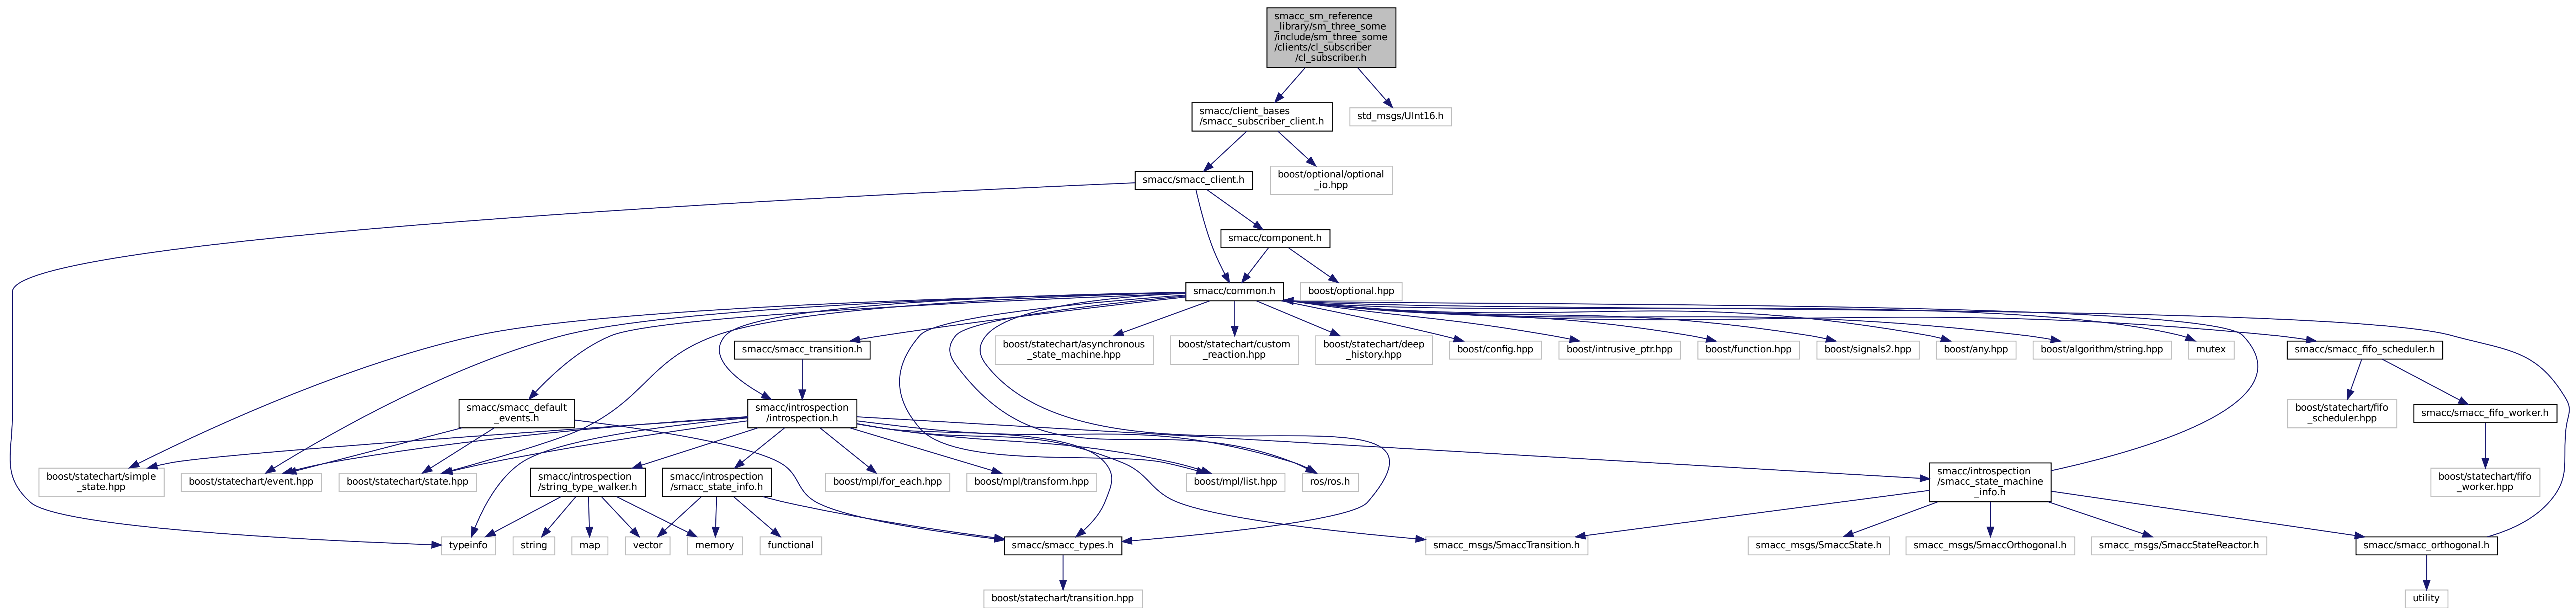 smacc_sm_reference
_library/sm_three_some
/include/sm_three_some
/clients/cl_subscriber
/cl_subscriber.h
smacc/client_bases
/smacc_subscriber_client.h
std_msgs/UInt16.h
smacc/smacc_client.h
boost/optional/optional
_io.hpp
smacc/component.h
smacc/common.h
boost/optional.hpp
smacc/smacc_transition.h
boost/statechart/asynchronous
_state_machine.hpp
boost/statechart/custom
_reaction.hpp
boost/statechart/deep
_history.hpp
boost/config.hpp
boost/intrusive_ptr.hpp
boost/function.hpp
boost/signals2.hpp
boost/any.hpp
boost/algorithm/string.hpp
mutex
smacc/smacc_fifo_scheduler.h
smacc/smacc_default
_events.h
smacc/introspection
/introspection.h
boost/statechart/fifo
_scheduler.hpp
smacc/smacc_fifo_worker.h
boost/statechart/simple
_state.hpp
boost/statechart/event.hpp
boost/statechart/state.hpp
smacc/introspection
/string_type_walker.h
smacc/introspection
/smacc_state_info.h
boost/mpl/for_each.hpp
boost/mpl/transform.hpp
boost/mpl/list.hpp
ros/ros.h
smacc/introspection
/smacc_state_machine
_info.h
boost/statechart/fifo
_worker.hpp
typeinfo
string
map
vector
memory
functional
smacc/smacc_types.h
smacc_msgs/SmaccTransition.h
smacc_msgs/SmaccState.h
smacc_msgs/SmaccOrthogonal.h
smacc_msgs/SmaccStateReactor.h
smacc/smacc_orthogonal.h
boost/statechart/transition.hpp
utility